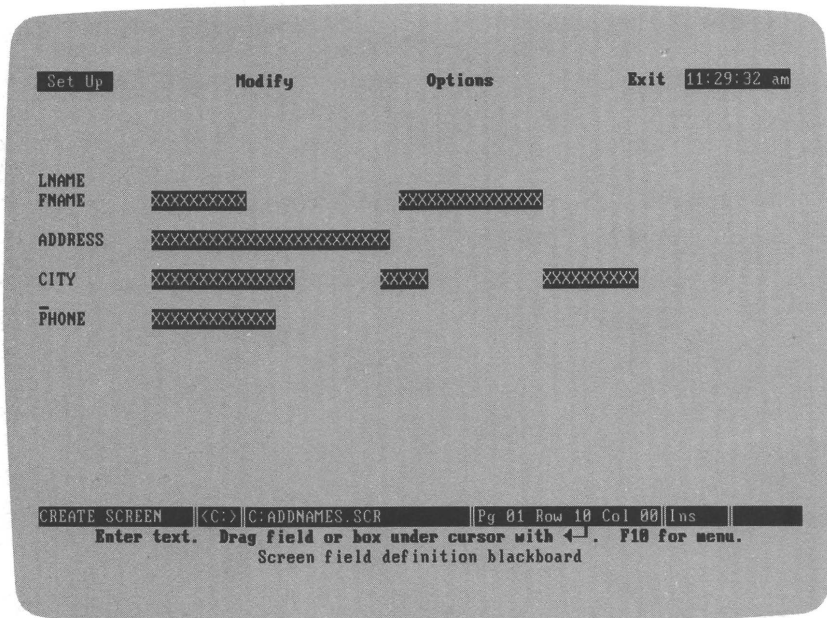 Set Up Modify Options Exit 11:29:32 am
LNAME
FNAME XXXXXXXXXX XXXXXXXXXXXXXXX
ADDRESS XXXXXXXXXXXXXXXXXXXXXXXXX
CITY XXXXXXXXXXXXXXX XXXXX XXXXXXXXXX
PHONE XXXXXXXXXXXXX
CREATE SCREEN <C:> C:ADDNAMES.SCR Pg 01 Row 10 Col 00 Ins
Enter text. Drag field or box under cursor with ◄─┘. F10 for menu.
Screen field definition blackboard